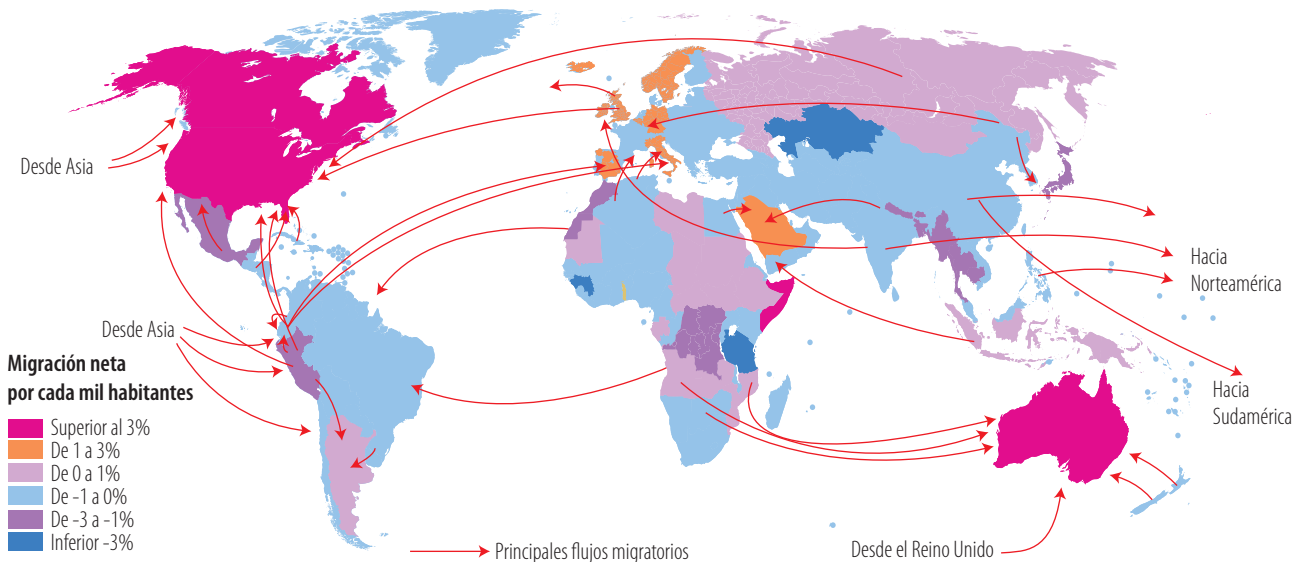 Desde Asia
Hacia
Norteamérica
Desde Asia
Migración neta
por cada mil habitantes
Superior al 3%
De 1 a 3%
De 0 a 1%
De -1 a 0%
De -3 a -1%
Inferior -3%
Hacia
Sudamérica
Principales flujos migratorios
Desde el Reino Unido